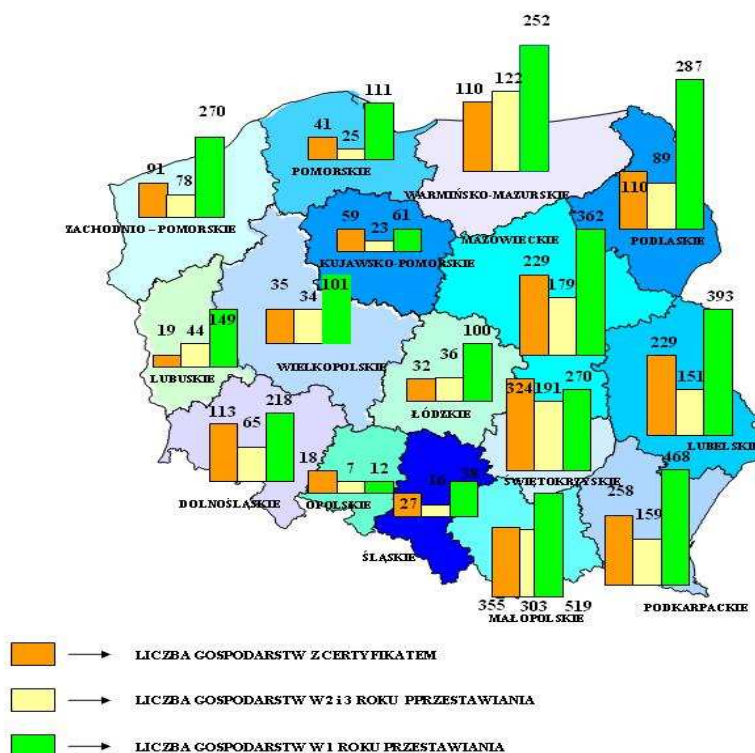 252
122
110
287
111
41
25
POMORSKIE
270
91
78
ZACHODNIO – POMORSKIE
WARMIŃSKO-MAZURSKIE
89
110
PODLASKIE
59
23
61
KUJAWSKO-POMORSKIE
MAZOWIECKIE
362
229
179
35
34
101
WIELKOPOLSKIE
19
44
149
LUBUSKIE
32
36
100
ŁÓDZKIE
393
229
151
LUBELSKIE
324
191
270
ŚWIĘTOKRZYSKIE
113
65
218
DOLNOŚLĄSKIE
18
7
12
OPOLSKIE
27
16
38
ŚLĄSKIE
468
258
159
PODKARPACKIE
355 303 519
MAŁOPOLSKIE
LICZBA GOSPODARSTW Z CERTYFIKATEM
LICZBA GOSPODARSTW W 2 i 3 ROKU PPRZESTAWIANIA
LICZBA GOSPODARSTW W 1 ROKU PRZESTAWIANIA